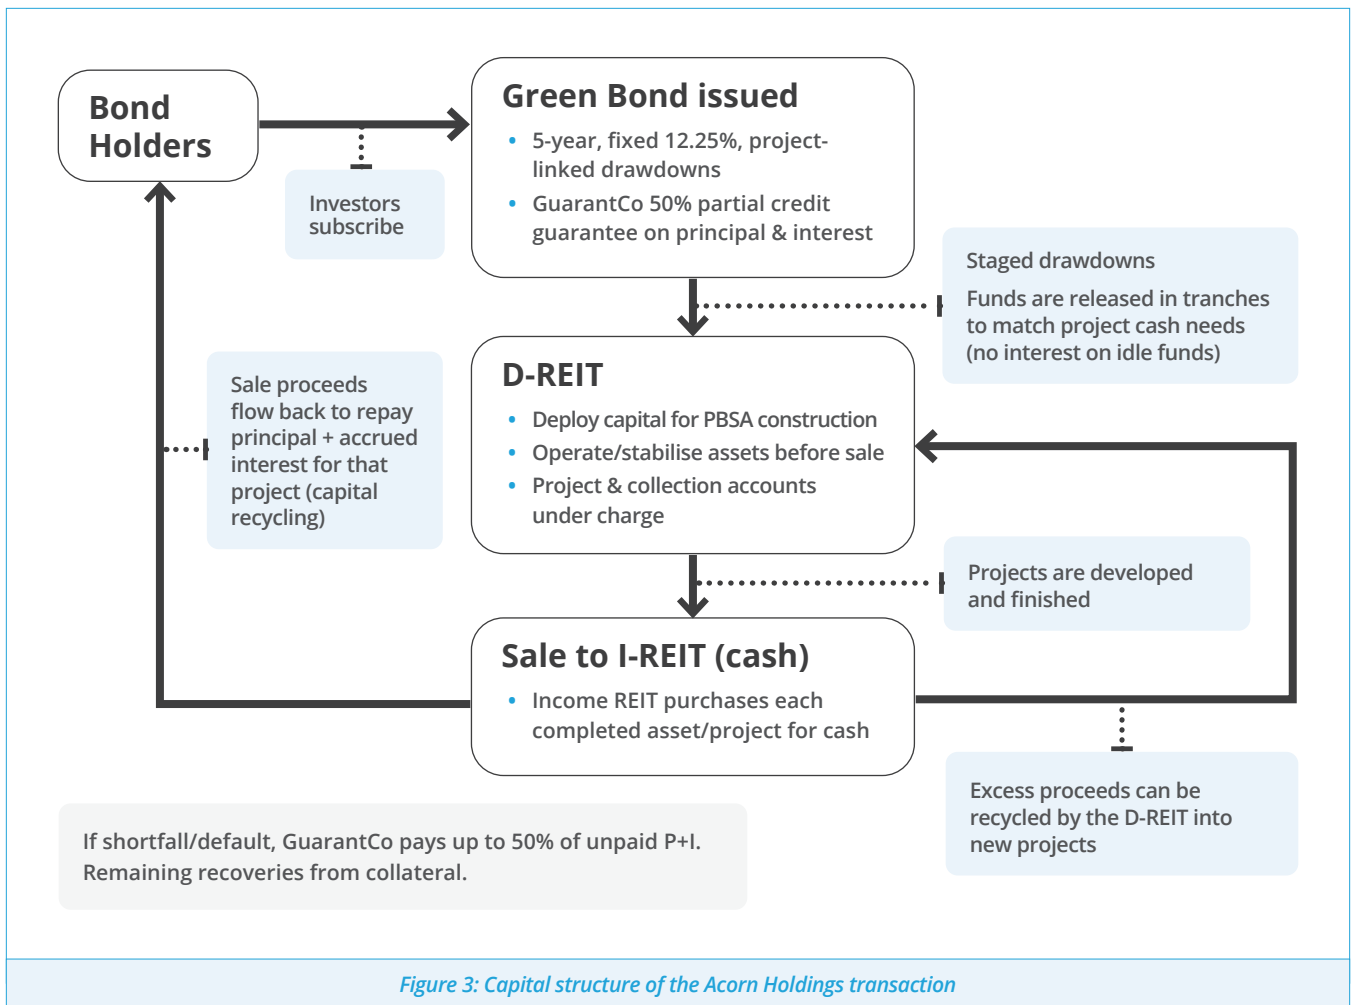 Bond
Holders
Green Bond issued
• 5-year, fixed 12.25%, project-
linked drawdowns
• GuarantCo 50% partial credit
guarantee on principal & interest
Investors
subscribe
Staged drawdowns
Funds are released in tranches
to match project cash needs
(no interest on idle funds)
D-REIT
• Deploy capital for PBSA construction
• Operate/stabilise assets before sale
• Project & collection accounts
under charge
Sale proceeds
flow back to repay
principal + accrued
interest for that
project (capital
recycling)
Projects are developed
and finished
Sale to I-REIT (cash)
• Income REIT purchases each
completed asset/project for cash
Excess proceeds can be
recycled by the D-REIT into
new projects
If shortfall/default, GuarantCo pays up to 50% of unpaid P+I.
Remaining recoveries from collateral.
Figure 3: Capital structure of the Acorn Holdings transaction